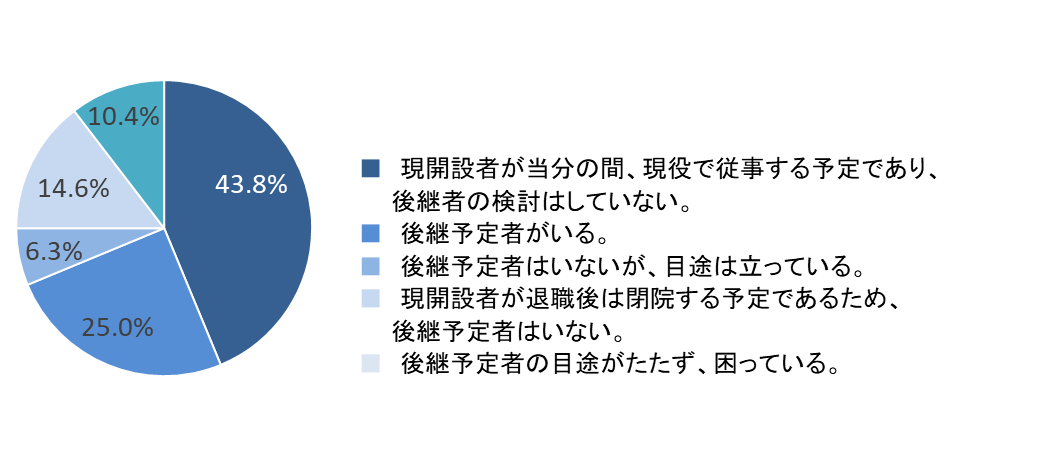 10.4%
43.8%
14.6%
6.3%
25.0%
現開設者が当分の間、現役で従事する予定であり、
後継者の検討はしていない。
後継予定者がいる。
後継予定者はいないが、目途は立っている。
現開設者が退職後は閉院する予定であるため、
後継予定者はいない。
後継予定者の目途がたたず、困っている。